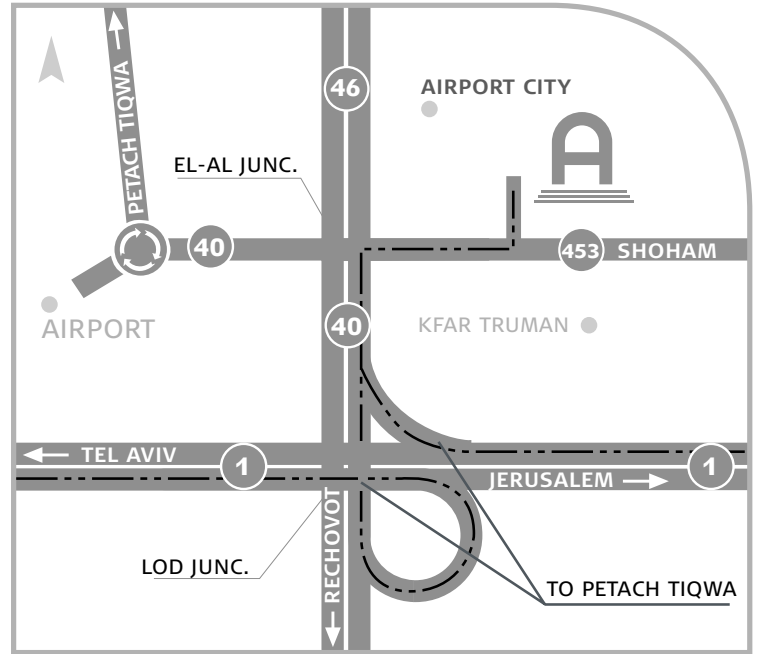 PETACH TIQWA
46
AIRPORT CITY
A
EL-AL JUNC.
40
453
SHOHAM
AIRPORT
40
KFAR TRUMAN
TEL AVIV
1
1
JERUSALEM
RECHOVOT
LOD JUNC.
TO PETACH TIQWA